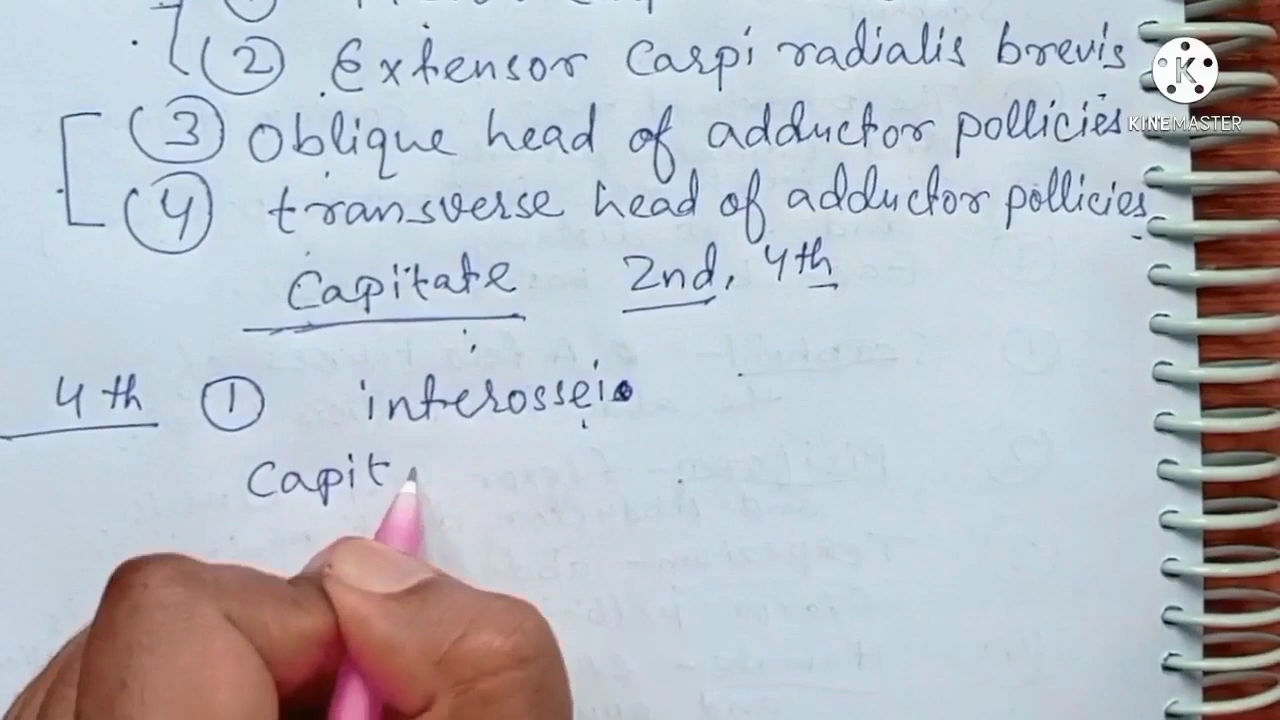 ② Extensor Carpi radialis brevis
③ Oblique head of adductor pollicies
④ transverse head of adductor pollicies
Capitate 2nd, 4th
4th ① interossei
Capit
K
KINEMASTER